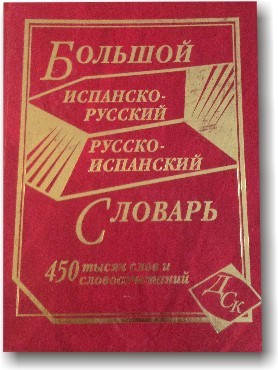 БОЛЬШОЙ
ИСПАНСКО-
РУССКИЙ
РУССКО-
ИСПАНСКИЙ
СЛОВАРЬ
450 тысяч слов и
словосочетаний
ДСК